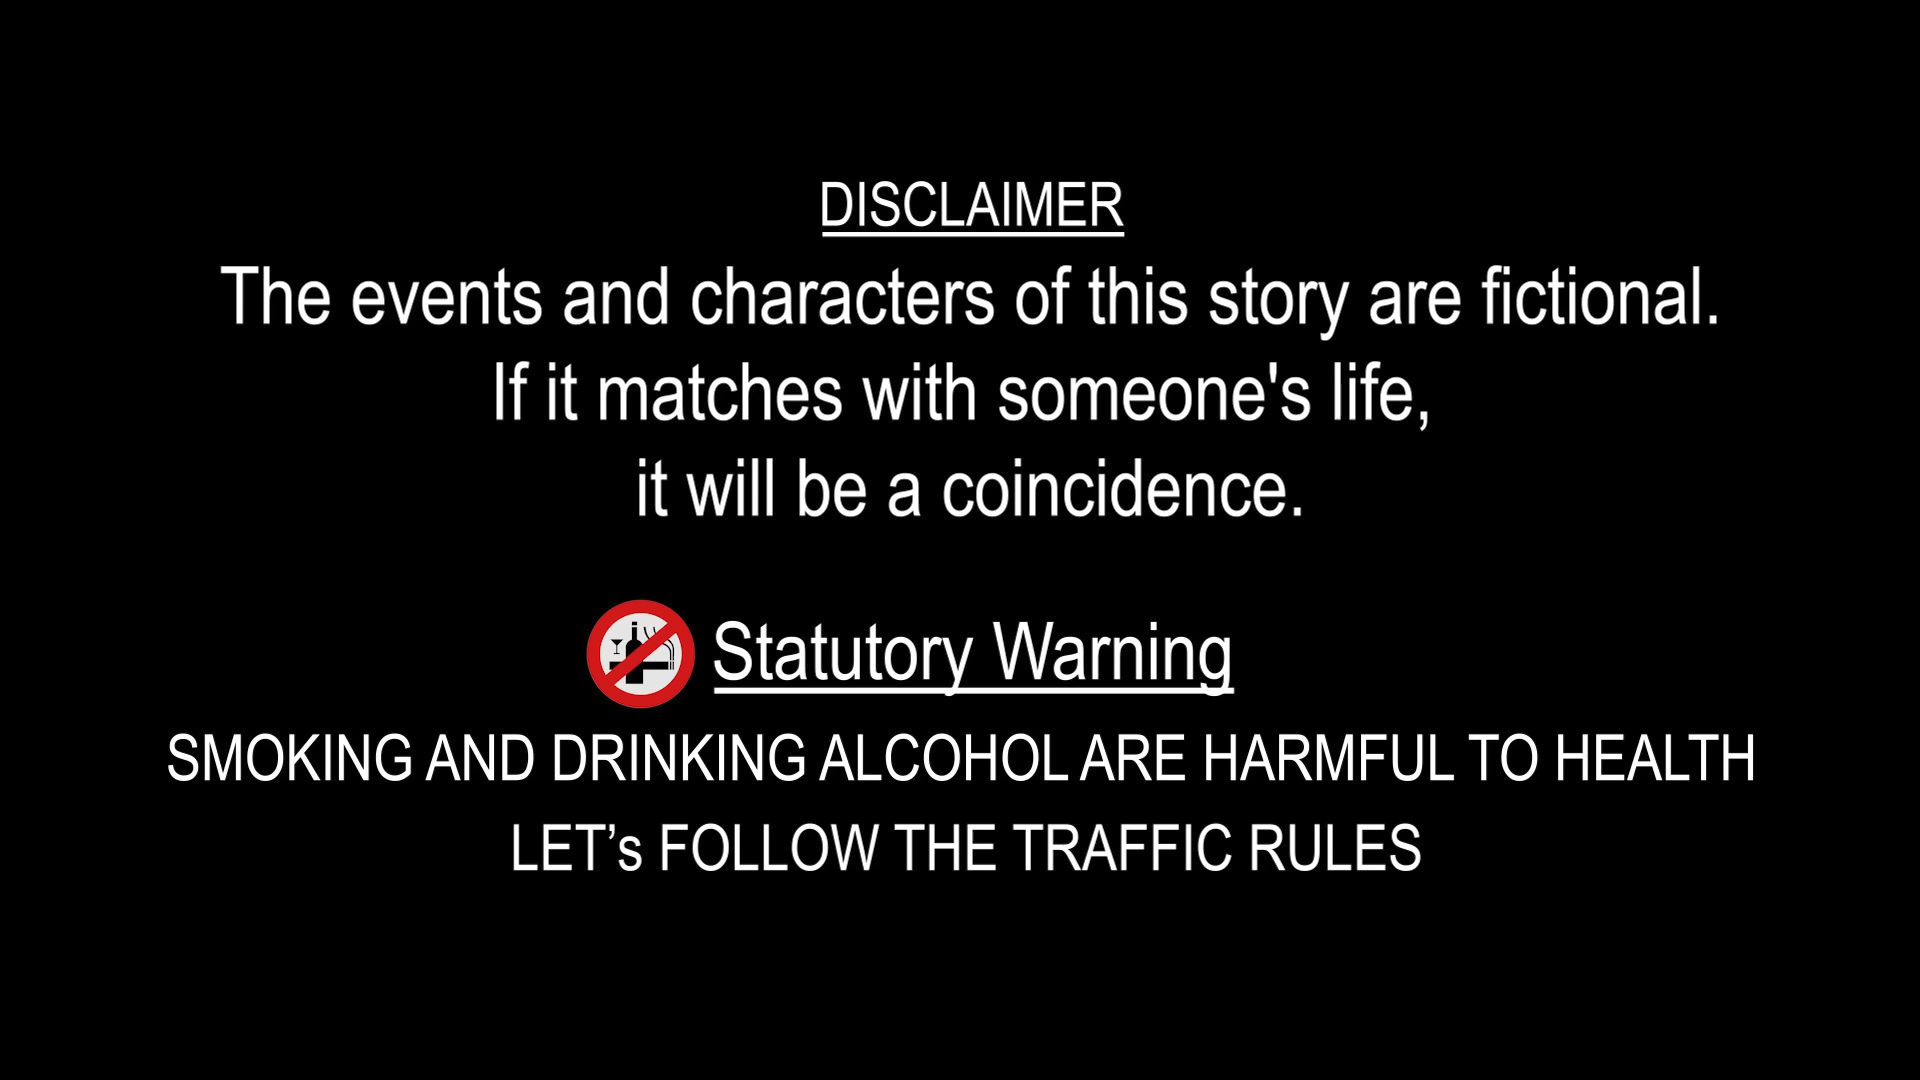 DISCLAIMER
The events and characters of this story are fictional.
If it matches with someone's life,
it will be a coincidence.
Statutory Warning
SMOKING AND DRINKING ALCOHOL ARE HARMFUL TO HEALTH
LET’s FOLLOW THE TRAFFIC RULES